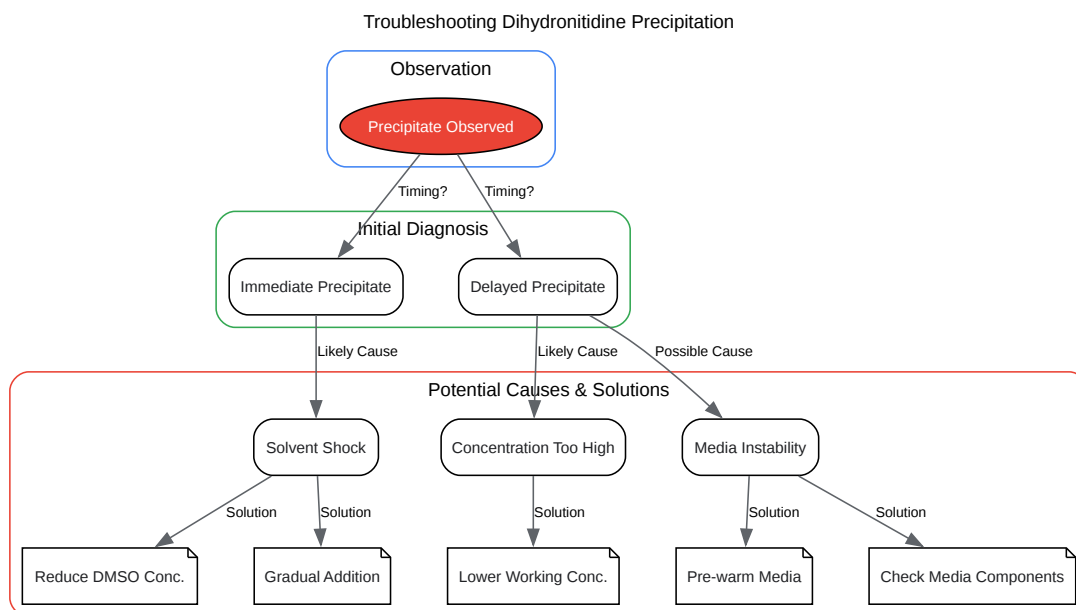 Troubleshooting Dihydronitidine Precipitation
Observation
Precipitate Observed
Timing?
Timing?
Initial Diagnosis
Immediate Precipitate
Delayed Precipitate
Likely Cause
Likely Cause
Possible Cause
Potential Causes & Solutions
Solvent Shock
Concentration Too High
Media Instability
Solution
Solution
Solution
Solution
Solution
Reduce DMSO Conc.
Gradual Addition
Lower Working Conc.
Pre-warm Media
Check Media Components